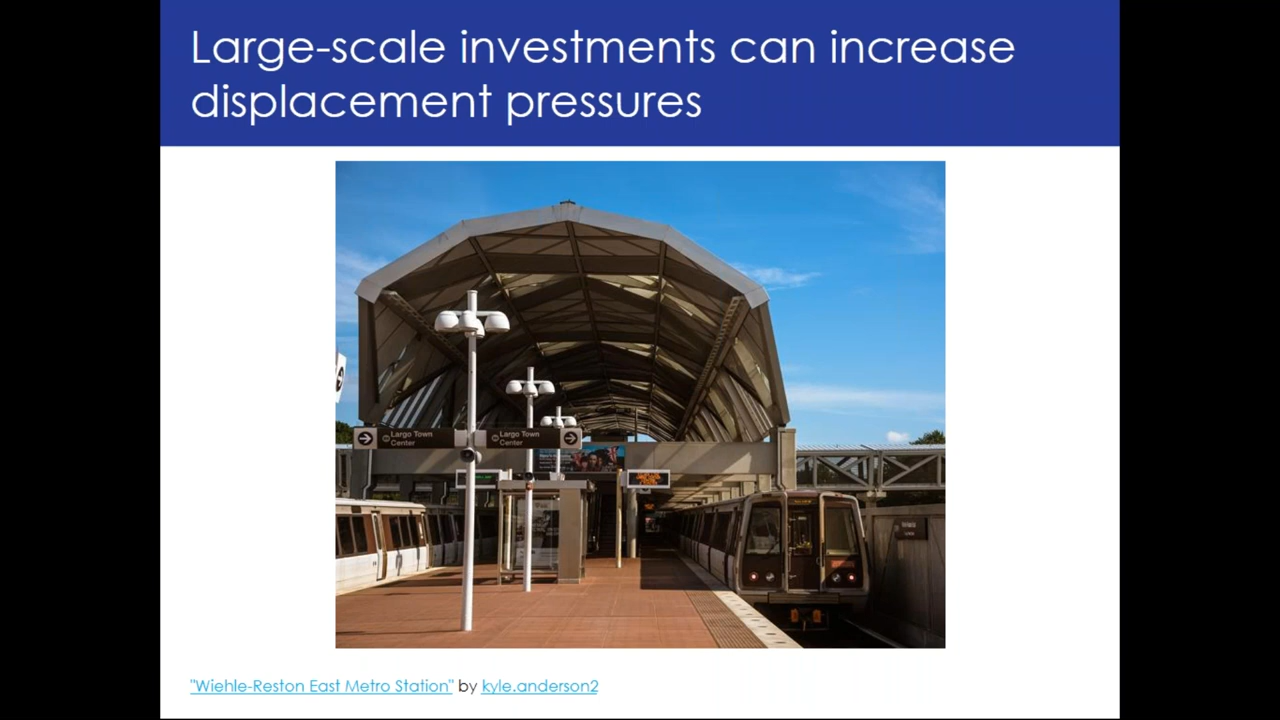 Large-scale investments can increase
displacement pressures
Largo Town
Center
Largo Town
Center
"Wiehle-Reston East Metro Station" by kyle.anderson2